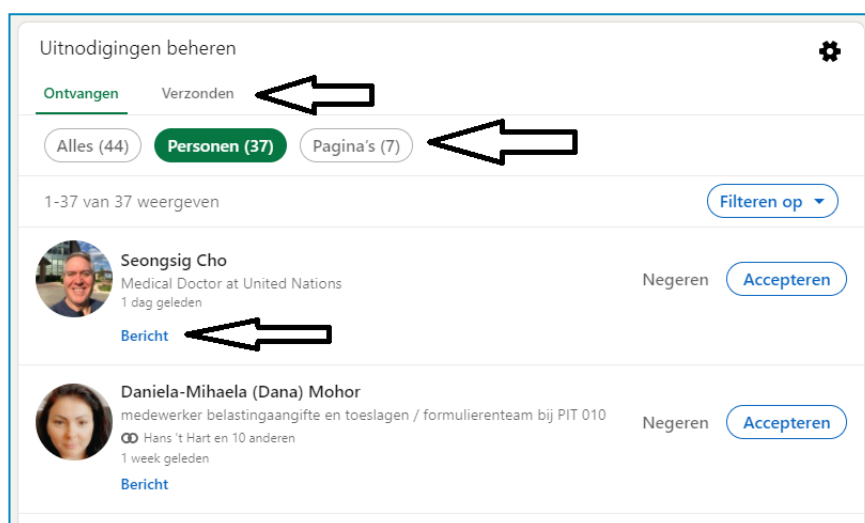 Uitnodigingen beheren
Ontvangen Verzonden
Alles (44) Personen (37) Pagina's (7)
1-37 van 37 weergeven Filteren op
Seongsig Cho
Medical Doctor at United Nations
1 dag geleden
Negeren Accepteren
Bericht
Daniela-Mihaela (Dana) Mohor
medewerker belastingaangifte en toeslagen / formulierenteam bij PIT 010
Hans 't Hart en 10 anderen
1 week geleden
Negeren Accepteren
Bericht